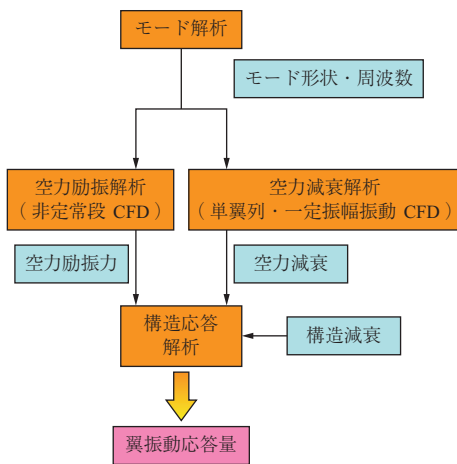 モード解析
モード形状・周波数
空力励振解析
（ 非定常段 CFD ）
空力減衰解析
（ 単翼列・一定振幅振動 CFD ）
空力励振力
空力減衰
構造応答
解析
構造減衰
翼振動応答量